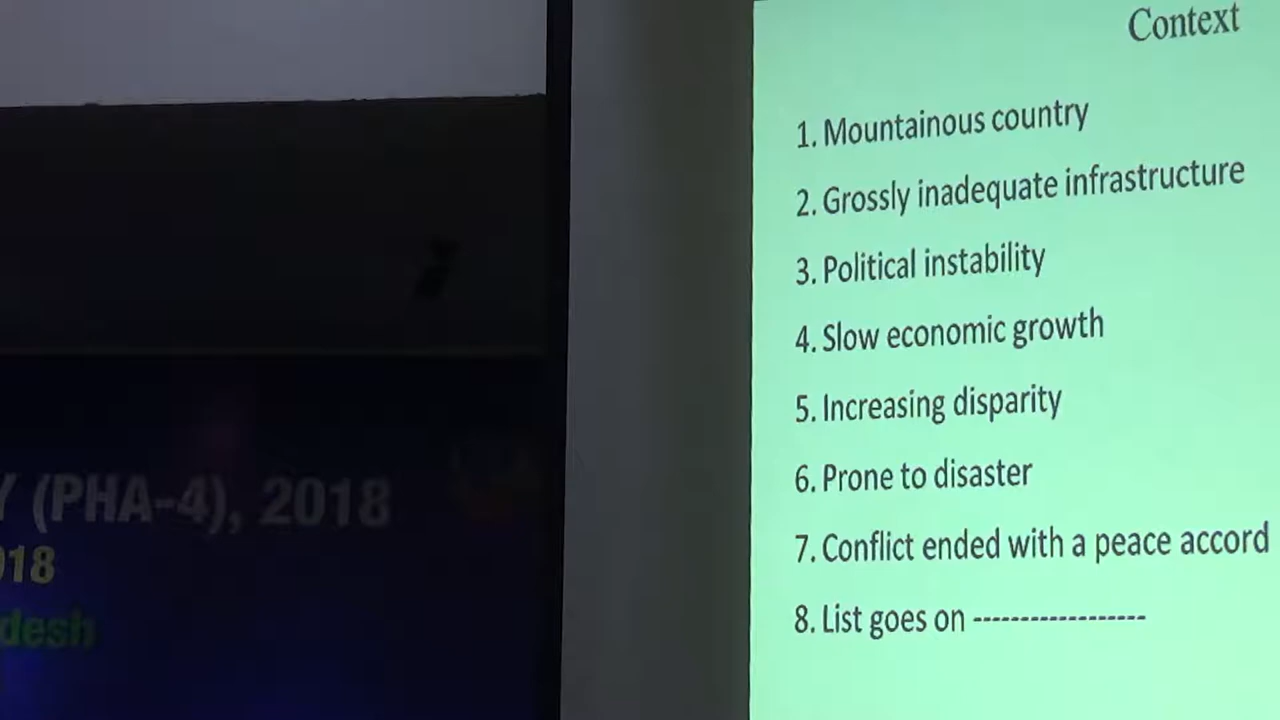 Context
1. Mountainous country
2. Grossly inadequate infrastructure
3. Political instability
4. Slow economic growth
5. Increasing disparity
6. Prone to disaster
7. Conflict ended with a peace accord
8. List goes on ------------------
Y (PHA-4), 2018
018
desh